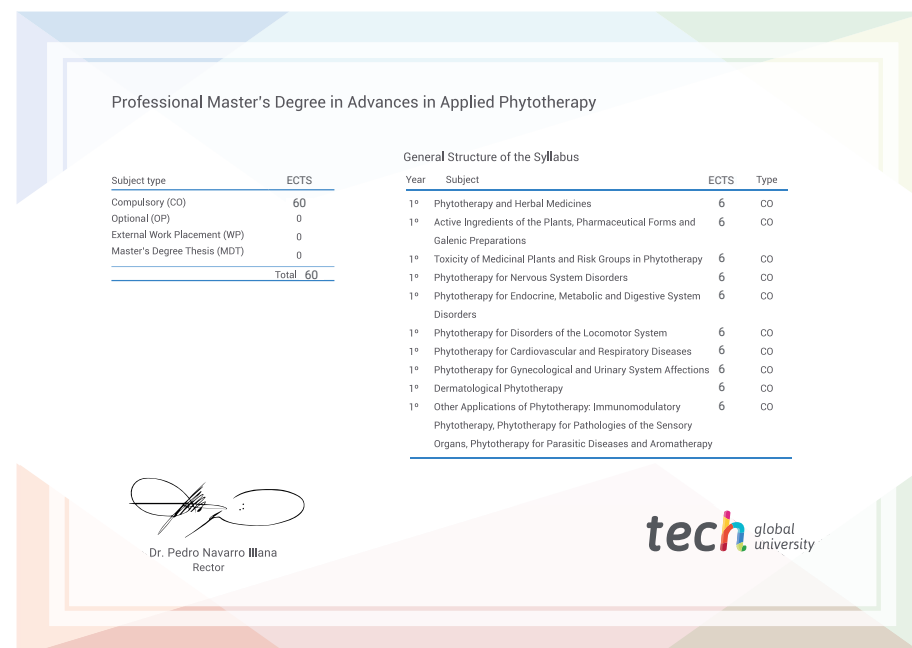 Professional Master's Degree in Advances in Applied Phytotherapy
Subject type ECTS
Compulsory (CO) 60
Optional (OP) 0
External Work Placement (WP) 0
Master's Degree Thesis (MDT) 0
Total 60
General Structure of the Syllabus
Year Subject ECTS Type
1º Phytotherapy and Herbal Medicines 6 CO
1º Active Ingredients of the Plants, Pharmaceutical Forms and 6 CO
Galenic Preparations
1º Toxicity of Medicinal Plants and Risk Groups in Phytotherapy 6 CO
1º Phytotherapy for Nervous System Disorders 6 CO
1º Phytotherapy for Endocrine, Metabolic and Digestive System 6 CO
Disorders
1º Phytotherapy for Disorders of the Locomotor System 6 CO
1º Phytotherapy for Cardiovascular and Respiratory Diseases 6 CO
1º Phytotherapy for Gynecological and Urinary System Affections 6 CO
1º Dermatological Phytotherapy 6 CO
1º Other Applications of Phytotherapy: Immunomodulatory 6 CO
Phytotherapy, Phytotherapy for Pathologies of the Sensory
Organs, Phytotherapy for Parasitic Diseases and Aromatherapy
Dr. Pedro Navarro Illana
Rector
tech global
university